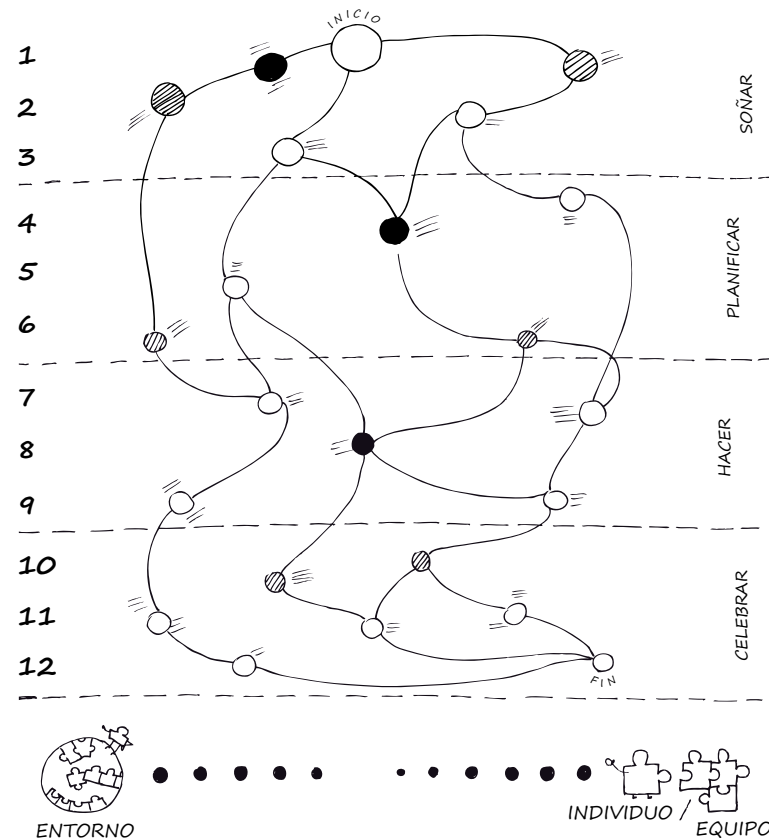 INICIO
1
2
3
SOÑAR
4
5
6
PLANIFICAR
7
8
9
HACER
10
11
12
CELEBRAR
FIN
ENTORNO
INDIVIDUO / EQUIPO